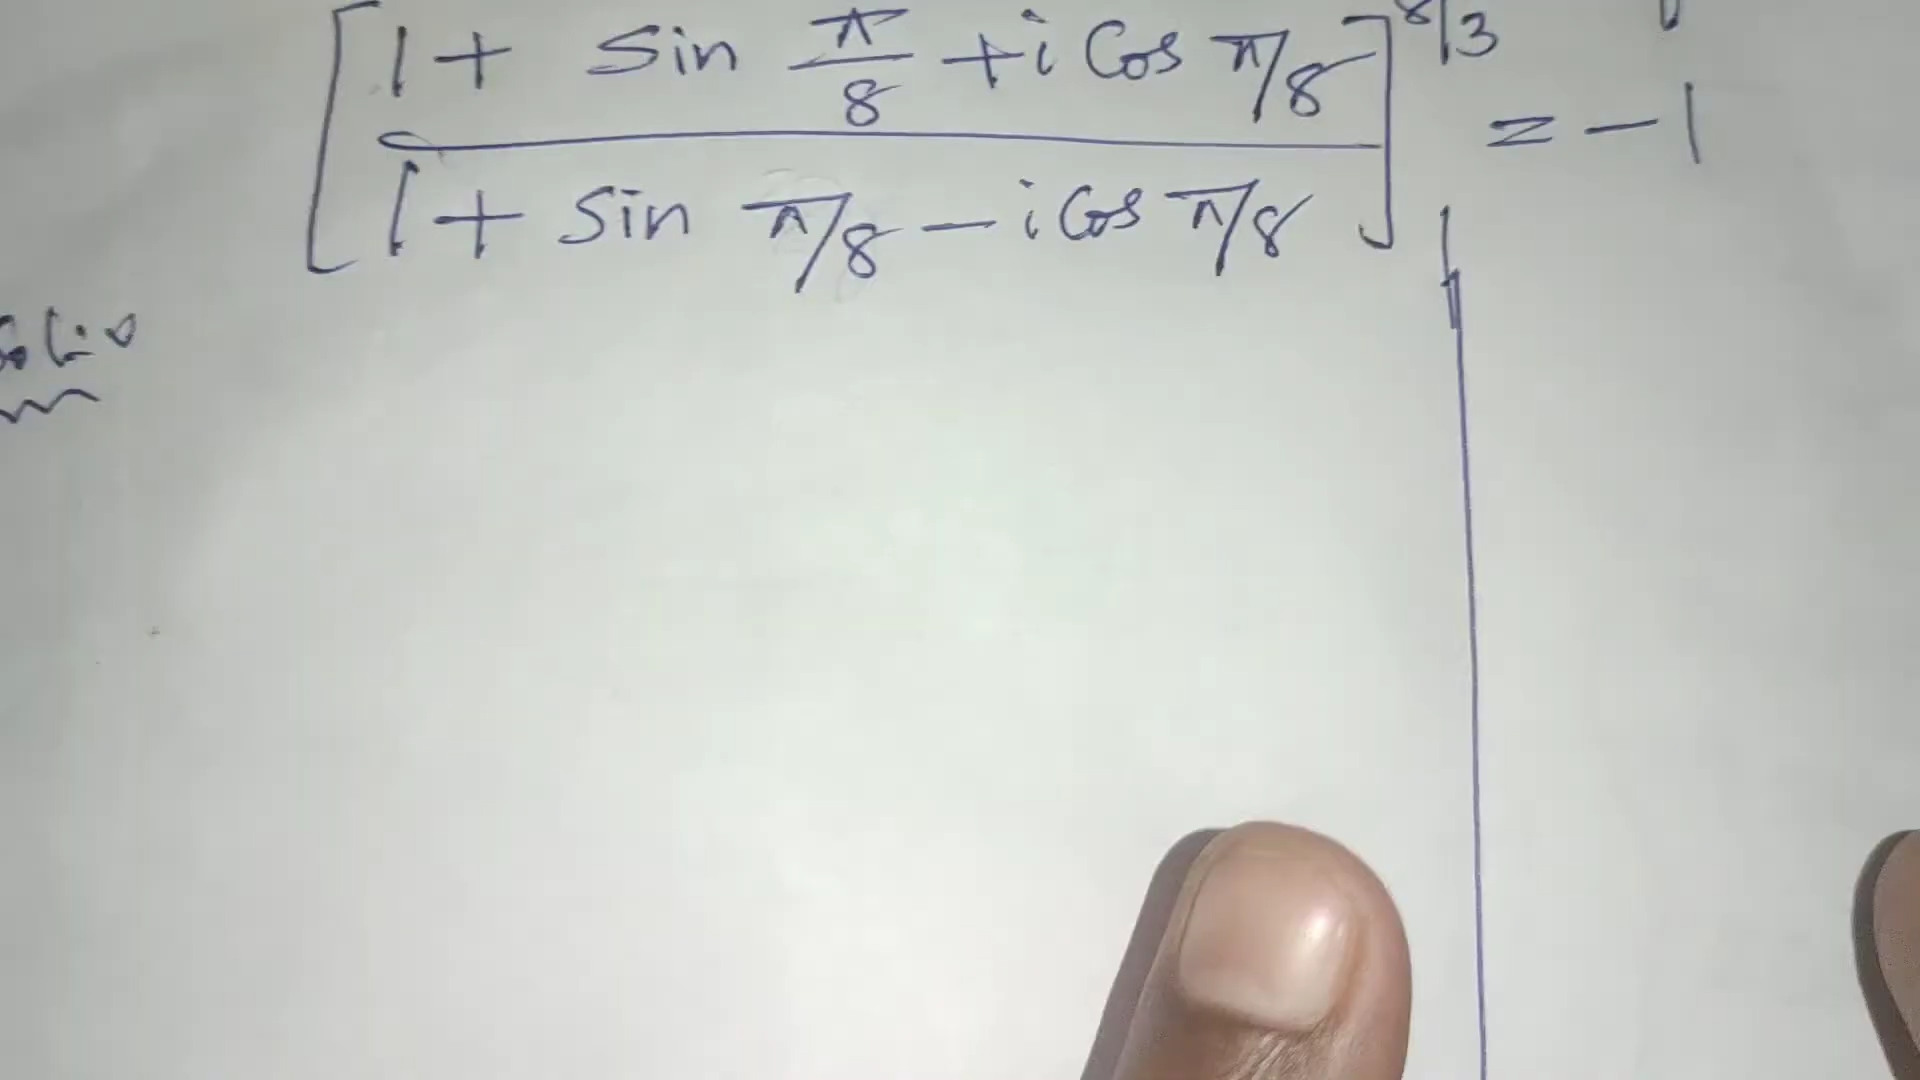 [1 + Sin π/8 + i Cos π/8]^8/3
1 + Sin π/8 - i Cos π/8
= -1